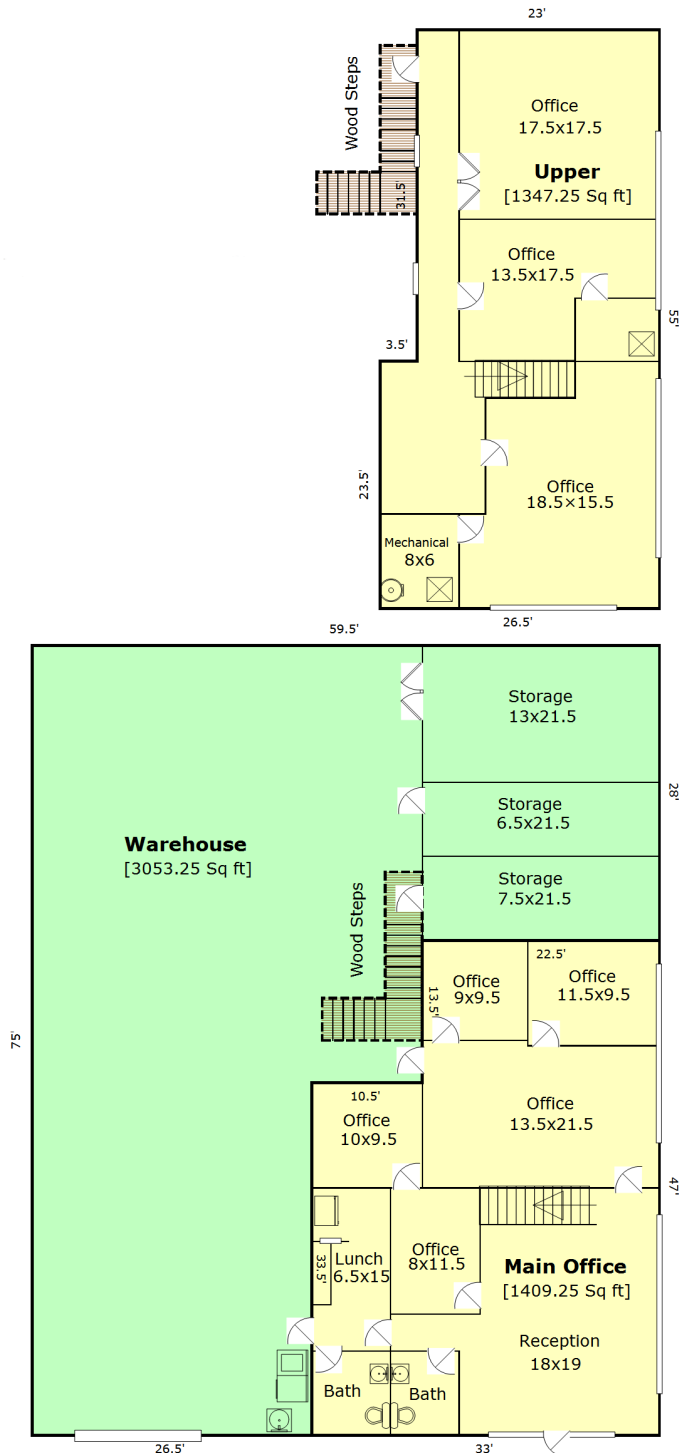 23'
Wood Steps
Office
17.5x17.5
Upper
[1347.25 Sq ft]
31.5'
Office
13.5x17.5
55'
3.5'
23.5'
Office
18.5×15.5
Mechanical
8x6
26.5'
59.5'
Storage
13x21.5
28'
Storage
6.5x21.5
Warehouse
[3053.25 Sq ft]
Storage
7.5x21.5
Wood Steps
22.5'
Office
9x9.5
Office
11.5x9.5
13.5'
75'
10.5'
Office
10x9.5
Office
13.5x21.5
47'
Office
8x11.5
Lunch
6.5x15
33.5'
Main Office
[1409.25 Sq ft]
Reception
18x19
Bath
Bath
26.5'
33'